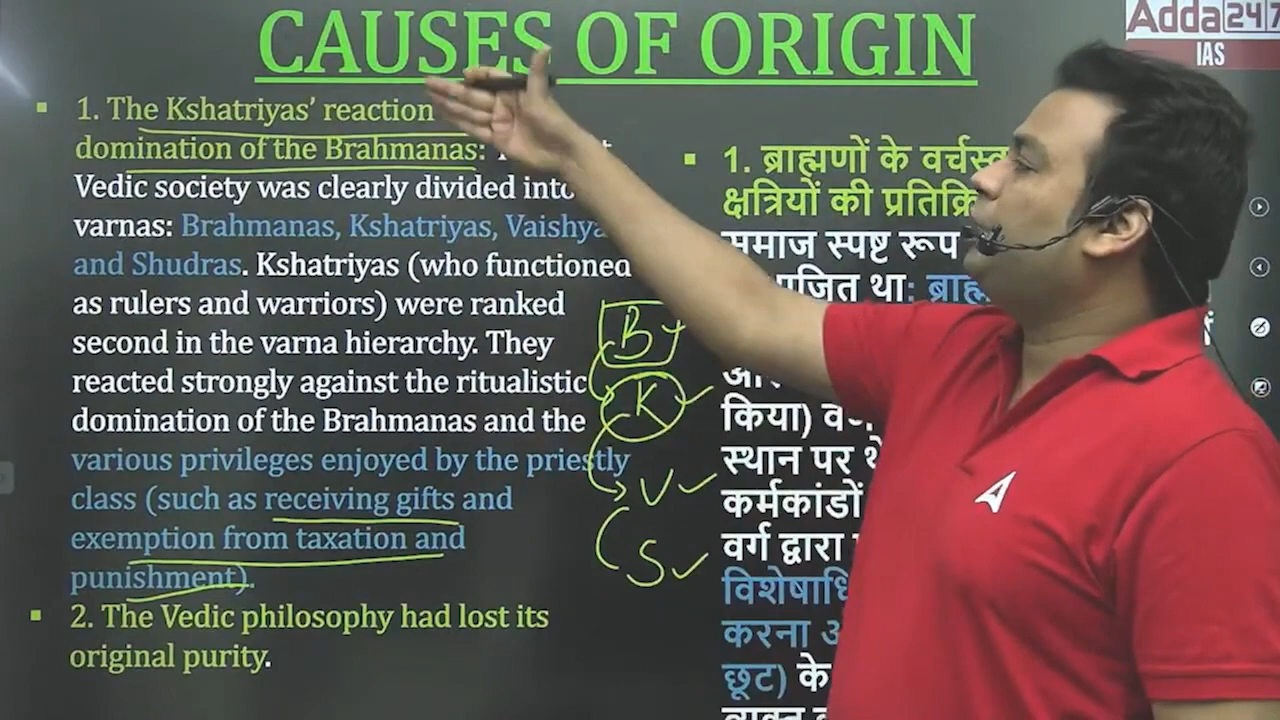 CAUSES OF ORIGIN
Adda247
IAS
1. The Kshatriyas' reaction
domination of the Brahmanas:
Vedic society was clearly divided into
varnas: Brahmanas, Kshatriyas, Vaishya
and Shudras. Kshatriyas (who functioned
as rulers and warriors) were ranked
second in the varna hierarchy. They
reacted strongly against the ritualistic
domination of the Brahmanas and the
various privileges enjoyed by the priestly
class (such as receiving gifts and
exemption from taxation and
punishment).
2. The Vedic philosophy had lost its
original purity.
B
K
V
S
1. ब्राह्मणों के
क्षत्रियों की
समाज स्पष्ट रूप
था:
किया)
स्थान पर
कर्मकांडों
वर्ग द्वारा
करना
छूट) के